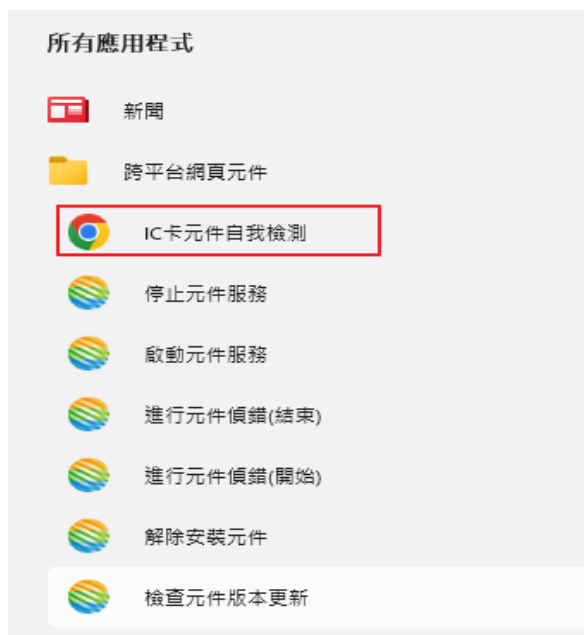 所有應用程式
新聞
跨平台網頁元件
IC卡元件自我檢測
停止元件服務
啟動元件服務
進行元件偵錯(結束)
進行元件偵錯(開始)
解除安裝元件
檢查元件版本更新